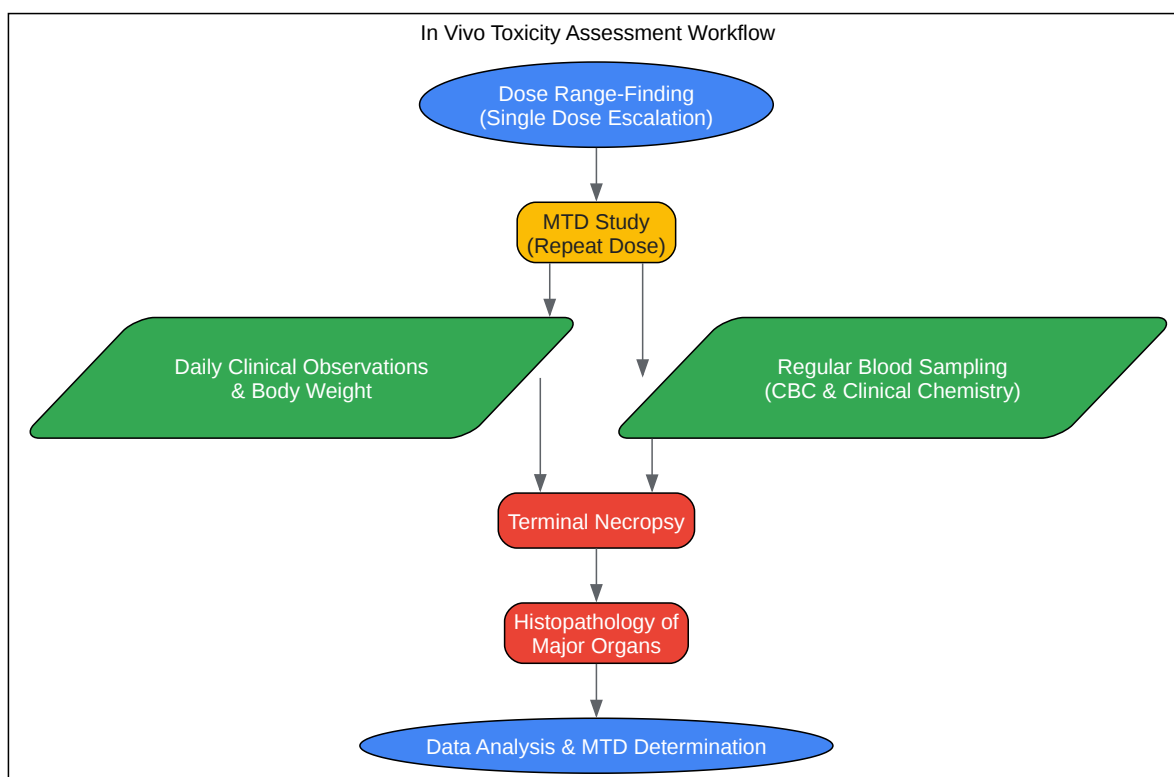 In Vivo Toxicity Assessment Workflow
Dose Range-Finding
(Single Dose Escalation)
MTD Study
(Repeat Dose)
Daily Clinical Observations
& Body Weight
Regular Blood Sampling
(CBC & Clinical Chemistry)
Terminal Necropsy
Histopathology of
Major Organs
Data Analysis & MTD Determination